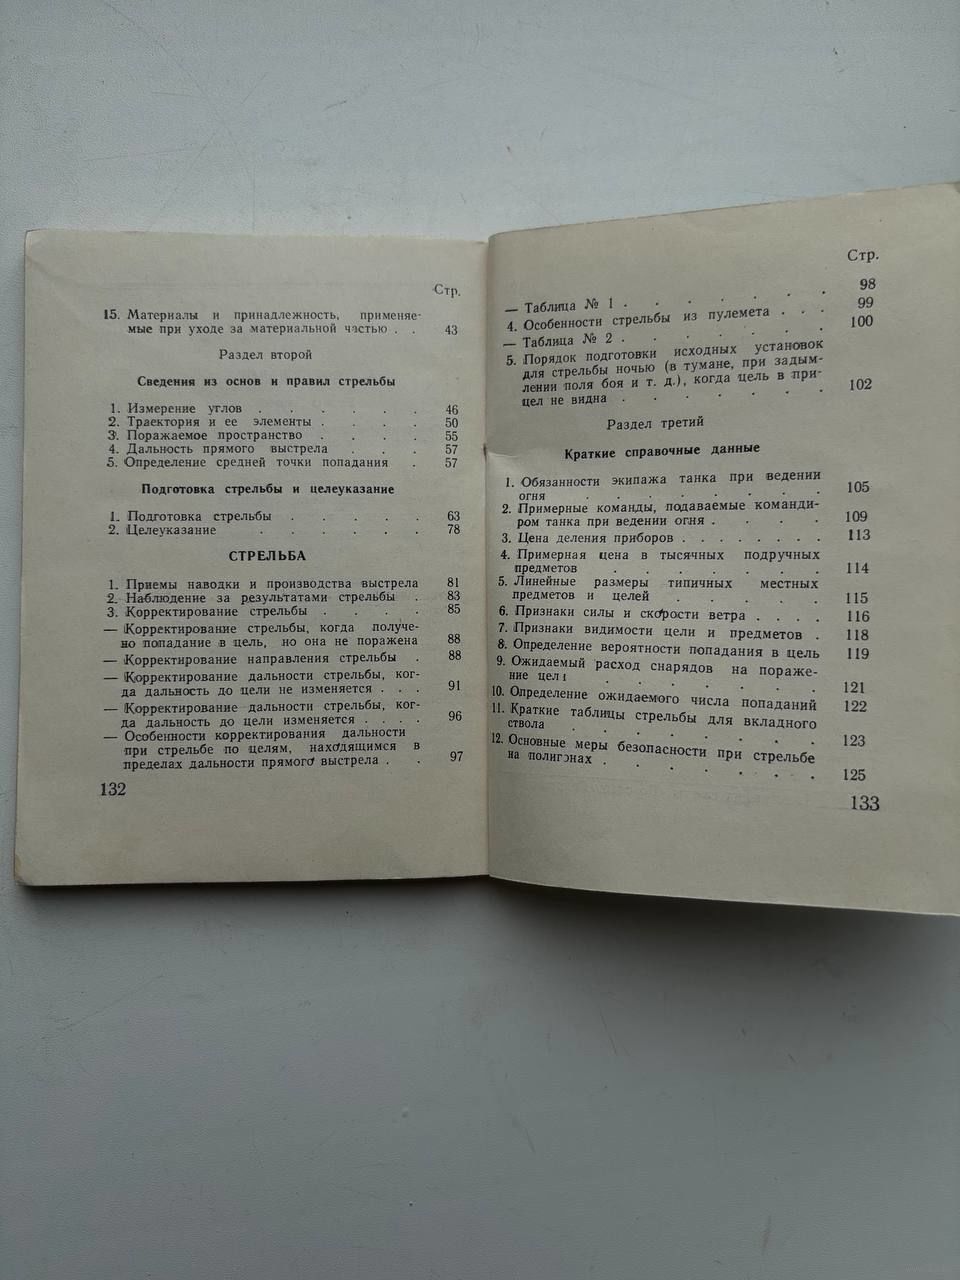 Стр.
15. Материалы и принадлежность, применяе-
мые при уходе за материальной частью . . 43
Раздел второй
Сведения из основ и правил стрельбы
1. Измерение углов . . . . . . 46
2. Траектория и ее элементы . . . . 50
3. Поражаемое пространство . . . . 55
4. Дальность прямого выстрела . . . 57
5. Определение средней точки попадания . 57
Подготовка стрельбы и целеуказание
1. Подготовка стрельбы . . . . . 63
2. Целеуказание . . . . . . 78
СТРЕЛЬБА
1. Приемы наводки и производства выстрела 81
2. Наблюдение за результатами стрельбы . 83
3. Корректирование стрельбы . . . . 85
— Корректирование стрельбы, когда получе-
но попадание в цель, но она не поражена 88
— Корректирование направления стрельбы . 88
— Корректирование дальности стрельбы, ког-
да дальность до цели не изменяется . . . 91
— Корректирование дальности стрельбы, ког-
да дальность до цели изменяется . . . . 96
— Особенности корректирования дальности
при стрельбе по целям, находящимся в
пределах дальности прямого выстрела . . 97
132
Стр.
— Таблица № 1 . . . . . . . 98
4. Особенности стрельбы из пулемета . . . 99
— Таблица № 2 . . . . . . . 100
5. Порядок подготовки исходных установок
для стрельбы ночью (в тумане, при задым-
лении поля боя и т. д.), когда цель в при-
цел не видна . . . . . . . 102
Раздел третий
Краткие справочные данные
1. Обязанности экипажа танка при ведении
огня . . . . . . . . 105
2. Примерные команды, подаваемые команди-
ром танка при ведении огня . . . . 109
3. Цена деления приборов . . . . . . . 113
4. Примерная цена в тысячных подручных
предметов . . . . . . . 114
5. Линейные размеры типичных местных
предметов и целей . . . . . . 115
6. Признаки силы и скорости ветра . . . . 116
7. Признаки видимости цели и предметов . 118
8. Определение вероятности попадания в цель 119
9. Ожидаемый расход снарядов на пораже-
ние цели . . . . . . . 121
10. Определение ожидаемого числа попаданий 122
11. Краткие таблицы стрельбы для вкладного
ствола . . . . . . . . 123
12. Основные меры безопасности при стрельбе
на полигонах . . . . . . . 125
133